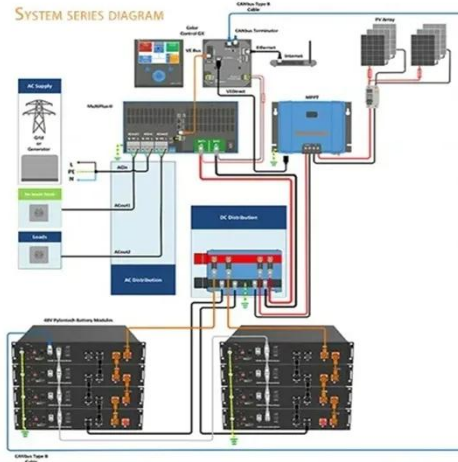 SYSTEM SERIES DIAGRAM
CANbus Type B
Cable
Color
Control GX
CANbus Terminator
PV Array
VE Bus
Ethernet
Internet
AC Supply
VE Direct
MPPT
MultiPlus-II
Grid
or
Generator
L
PE
N
ACin
ACout1
Loads
DC Distribution
ACout2
AC Distribution
48V Pylontech Battery Modules
CANbus Type B
Cable